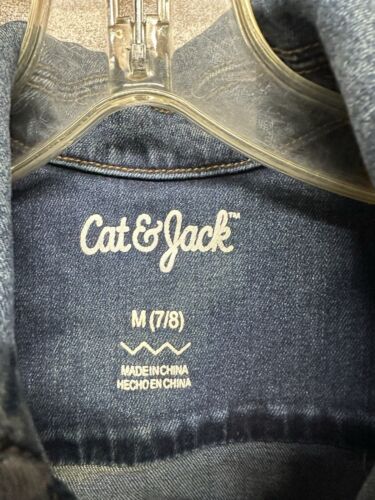 Cat & Jack™
M (7/8)
MADE IN CHINA
HECHO EN CHINA